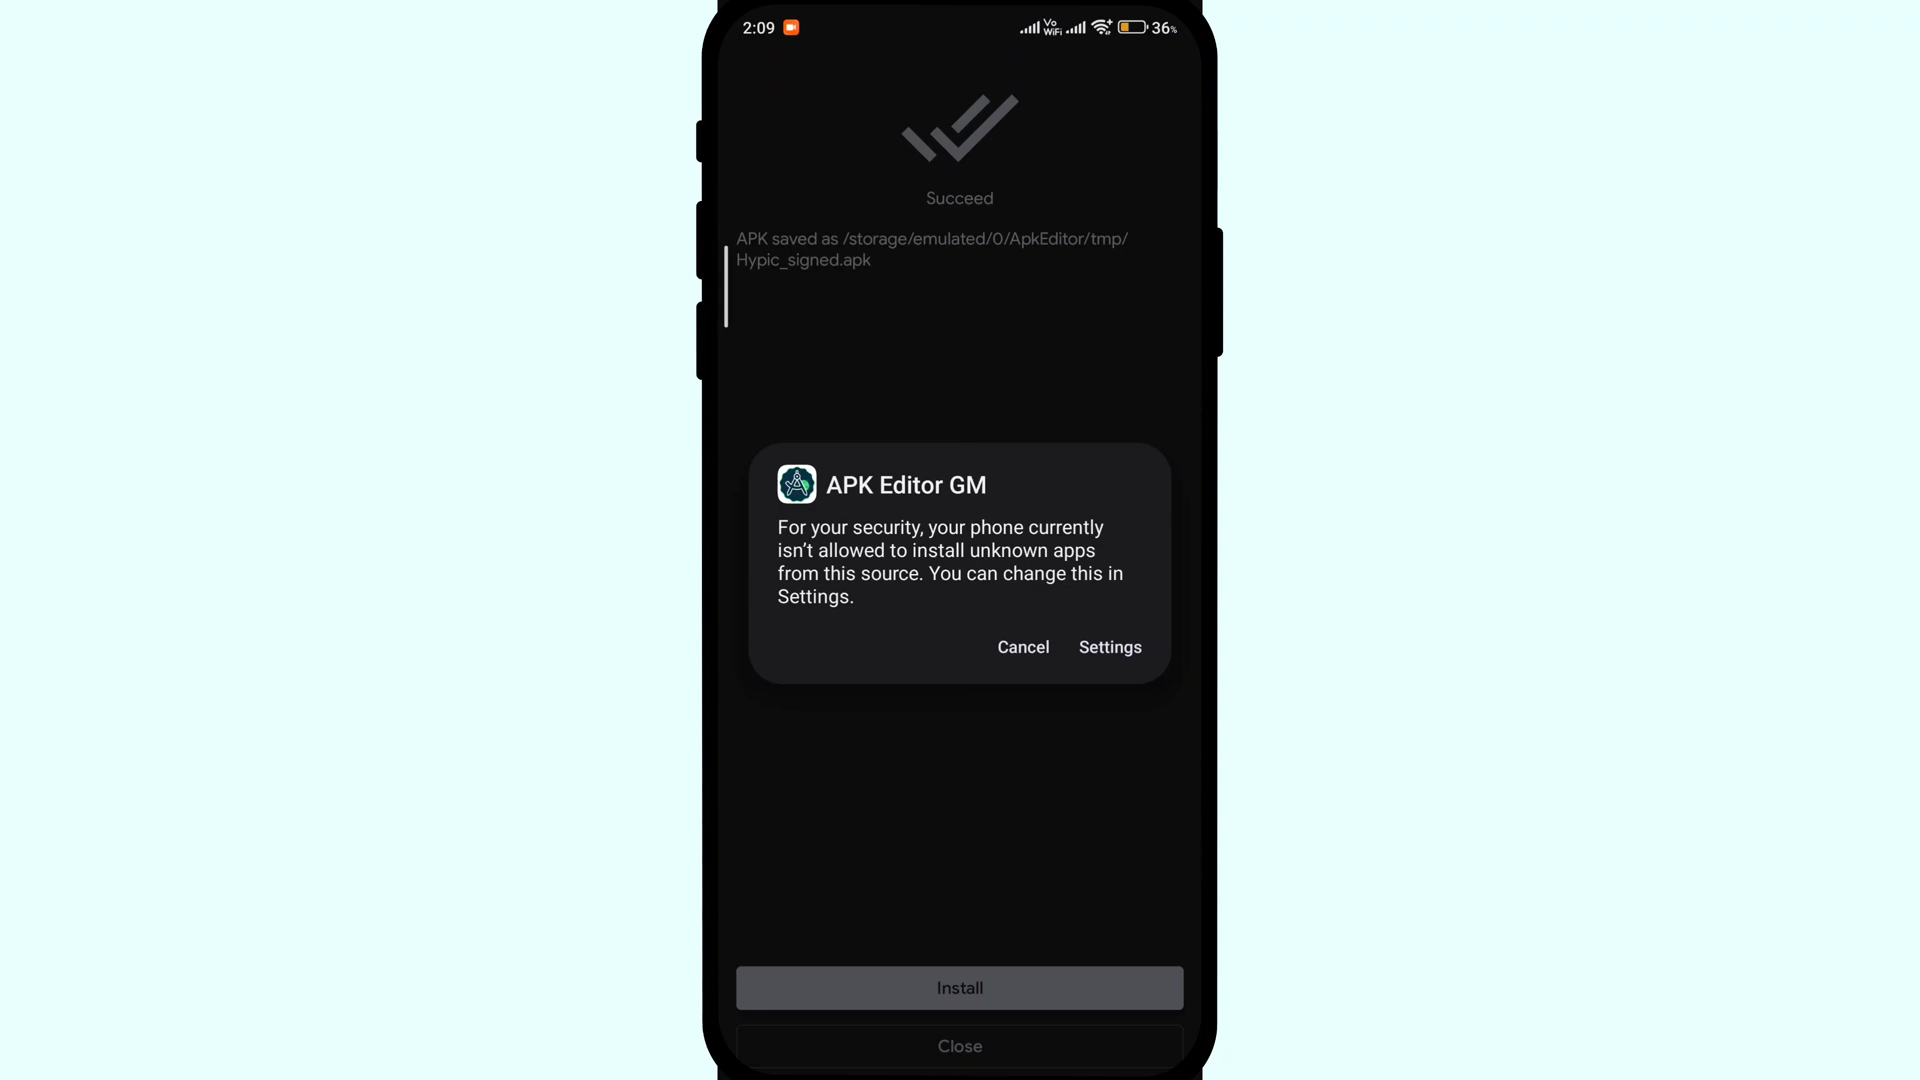 2:09
Vo
WiFi
36%
Succeed
APK saved as /storage/emulated/0/ApkEditor/tmp/
Hypic_signed.apk
APK Editor GM
For your security, your phone currently
isn’t allowed to install unknown apps
from this source. You can change this in
Settings.
Cancel Settings
Install
Close